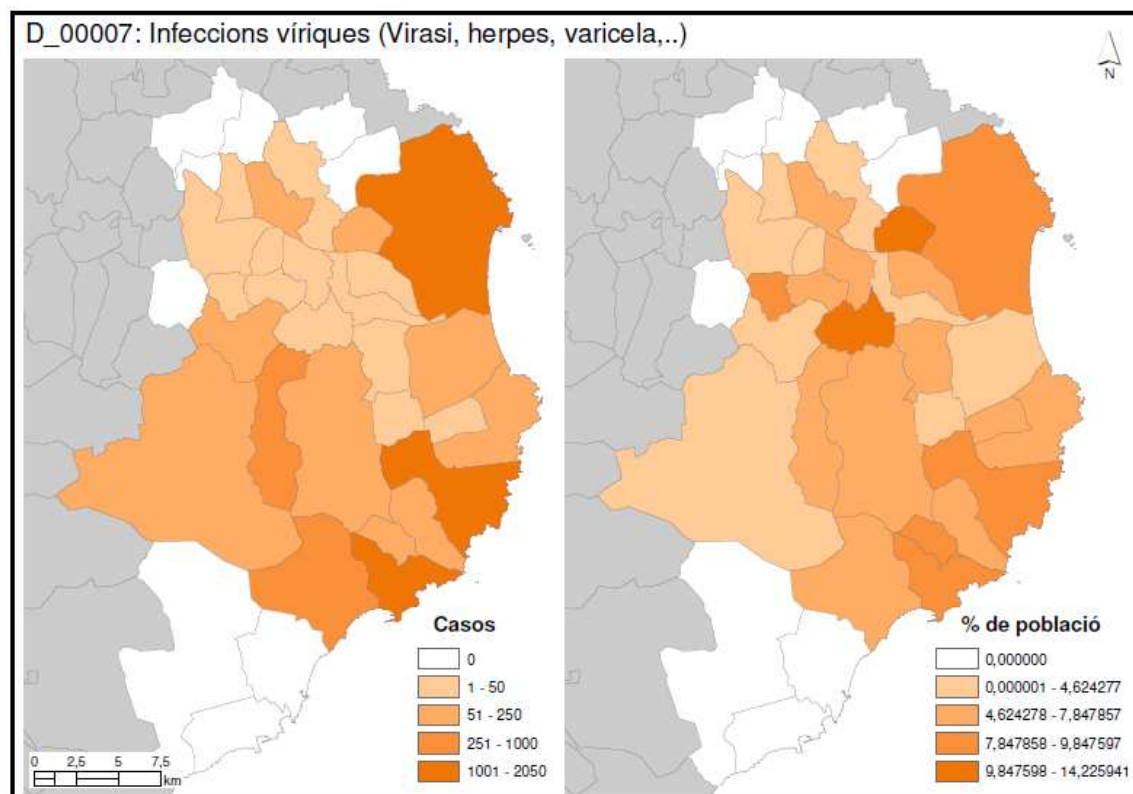 D_00007: Infeccions víriques (Virasi, herpes, varicela,..)
N
Casos
0
1 - 50
51 - 250
251 - 1000
1001 - 2050
0 2,5 5 7,5
km
% de població
0,000000
0,000001 - 4,624277
4,624278 - 7,847857
7,847858 - 9,847597
9,847598 - 14,225941